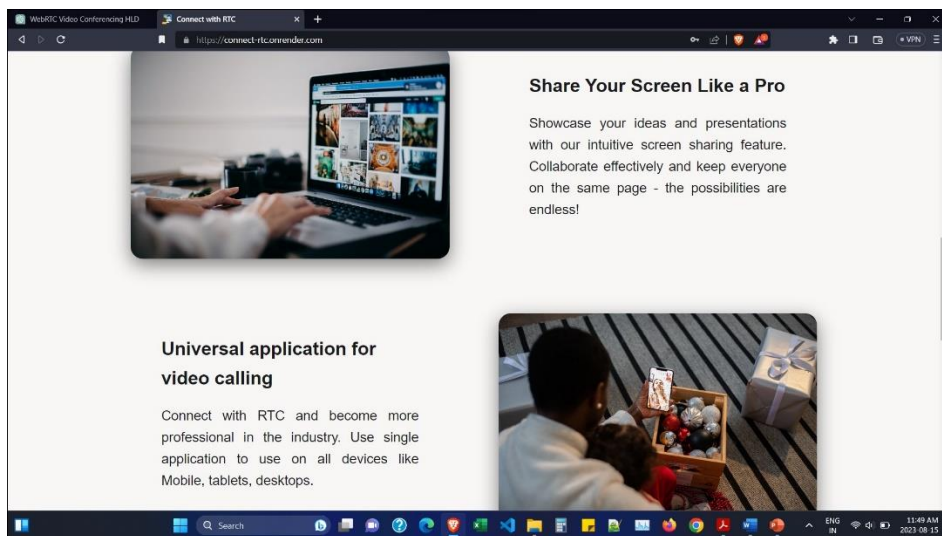 WebRTC Video Conferencing HLD
Connect with RTC
https://connect-rtc.onrender.com
VPN
Share Your Screen Like a Pro
Showcase your ideas and presentations
with our intuitive screen sharing feature.
Collaborate effectively and keep everyone
on the same page - the possibilities are
endless!
Universal application for
video calling
Connect with RTC and become more
professional in the industry. Use single
application to use on all devices like
Mobile, tablets, desktops.
Search
ENG
IN
11:49 AM
2023-08-15